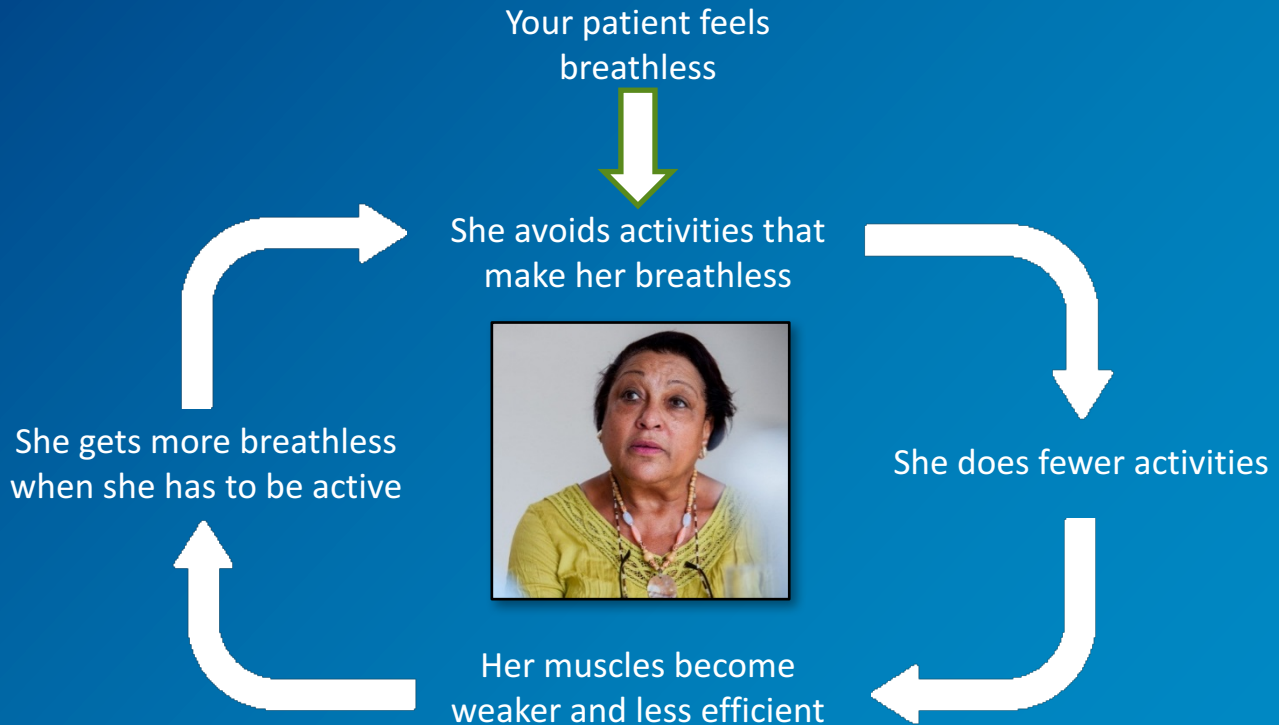 Your patient feels
breathless
She avoids activities that
make her breathless
She does fewer activities
Her muscles become
weaker and less efficient
She gets more breathless
when she has to be active